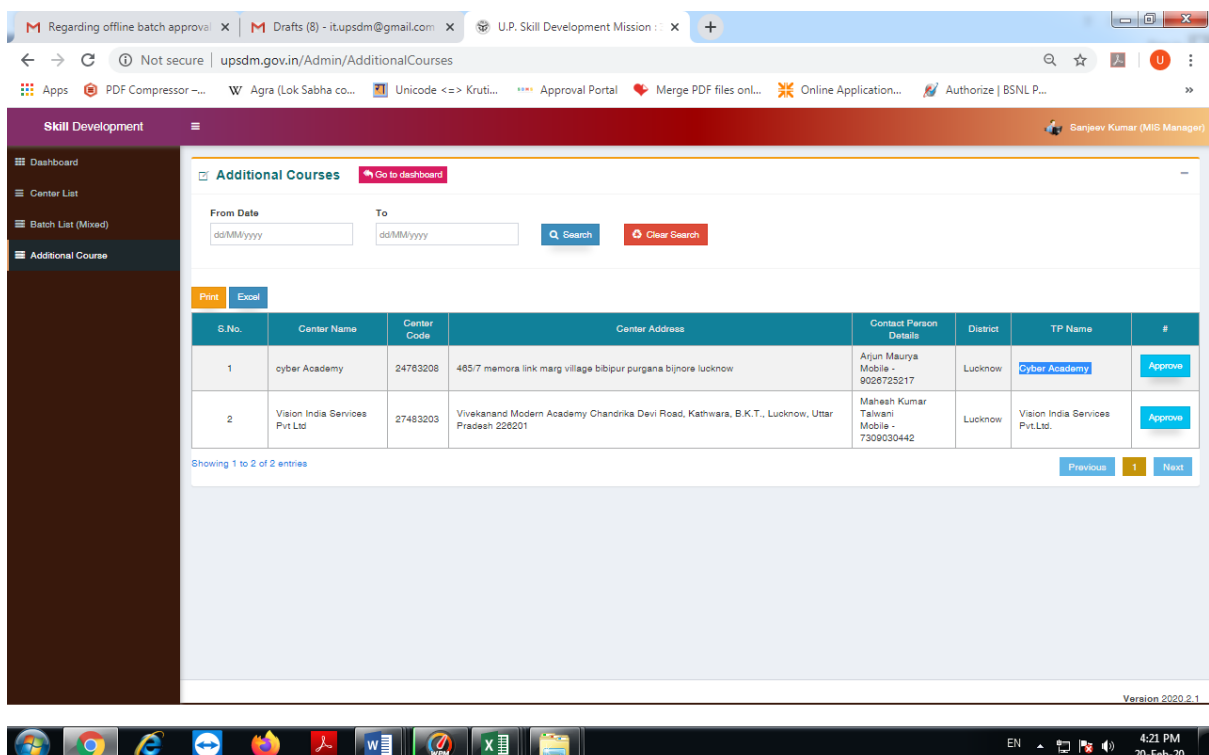 Regarding offline batch approval
Drafts (8) - it.upsdm@gmail.com
U.P. Skill Development Mission :
Not secure | upsdm.gov.in/Admin/AdditionalCourses
U
Apps PDF Compressor –... W Agra (Lok Sabha co... Unicode <=> Kruti... Approval Portal Merge PDF files onl... Online Application... Authorize | BSNL P... »
Skill Development
Sanjeev Kumar (MIS Manager)
Dashboard
Center List
Batch List (Mixed)
Additional Course
Additional Courses Go to dashboard
From Date To
dd/MM/yyyy dd/MM/yyyy Search Clear Search
Print Excel
S.No. Center Name Center Code Center Address Contact Person Details District TP Name #
1 cyber Academy 24763208 465/7 memora link marg village bibipur purgana bijnore lucknow Arjun Maurya Mobile - 9026725217 Lucknow Cyber Academy Approve
2 Vision India Services Pvt Ltd 27483203 Vivekanand Modern Academy Chandrika Devi Road, Kathwara, B.K.T., Lucknow, Uttar Pradesh 226201 Mahesh Kumar Talwani Mobile - 7309030442 Lucknow Vision India Services Pvt.Ltd. Approve
Showing 1 to 2 of 2 entries
Previous 1 Next
Version 2020.2.1
WPM
EN
4:21 PM
20-Feb-20